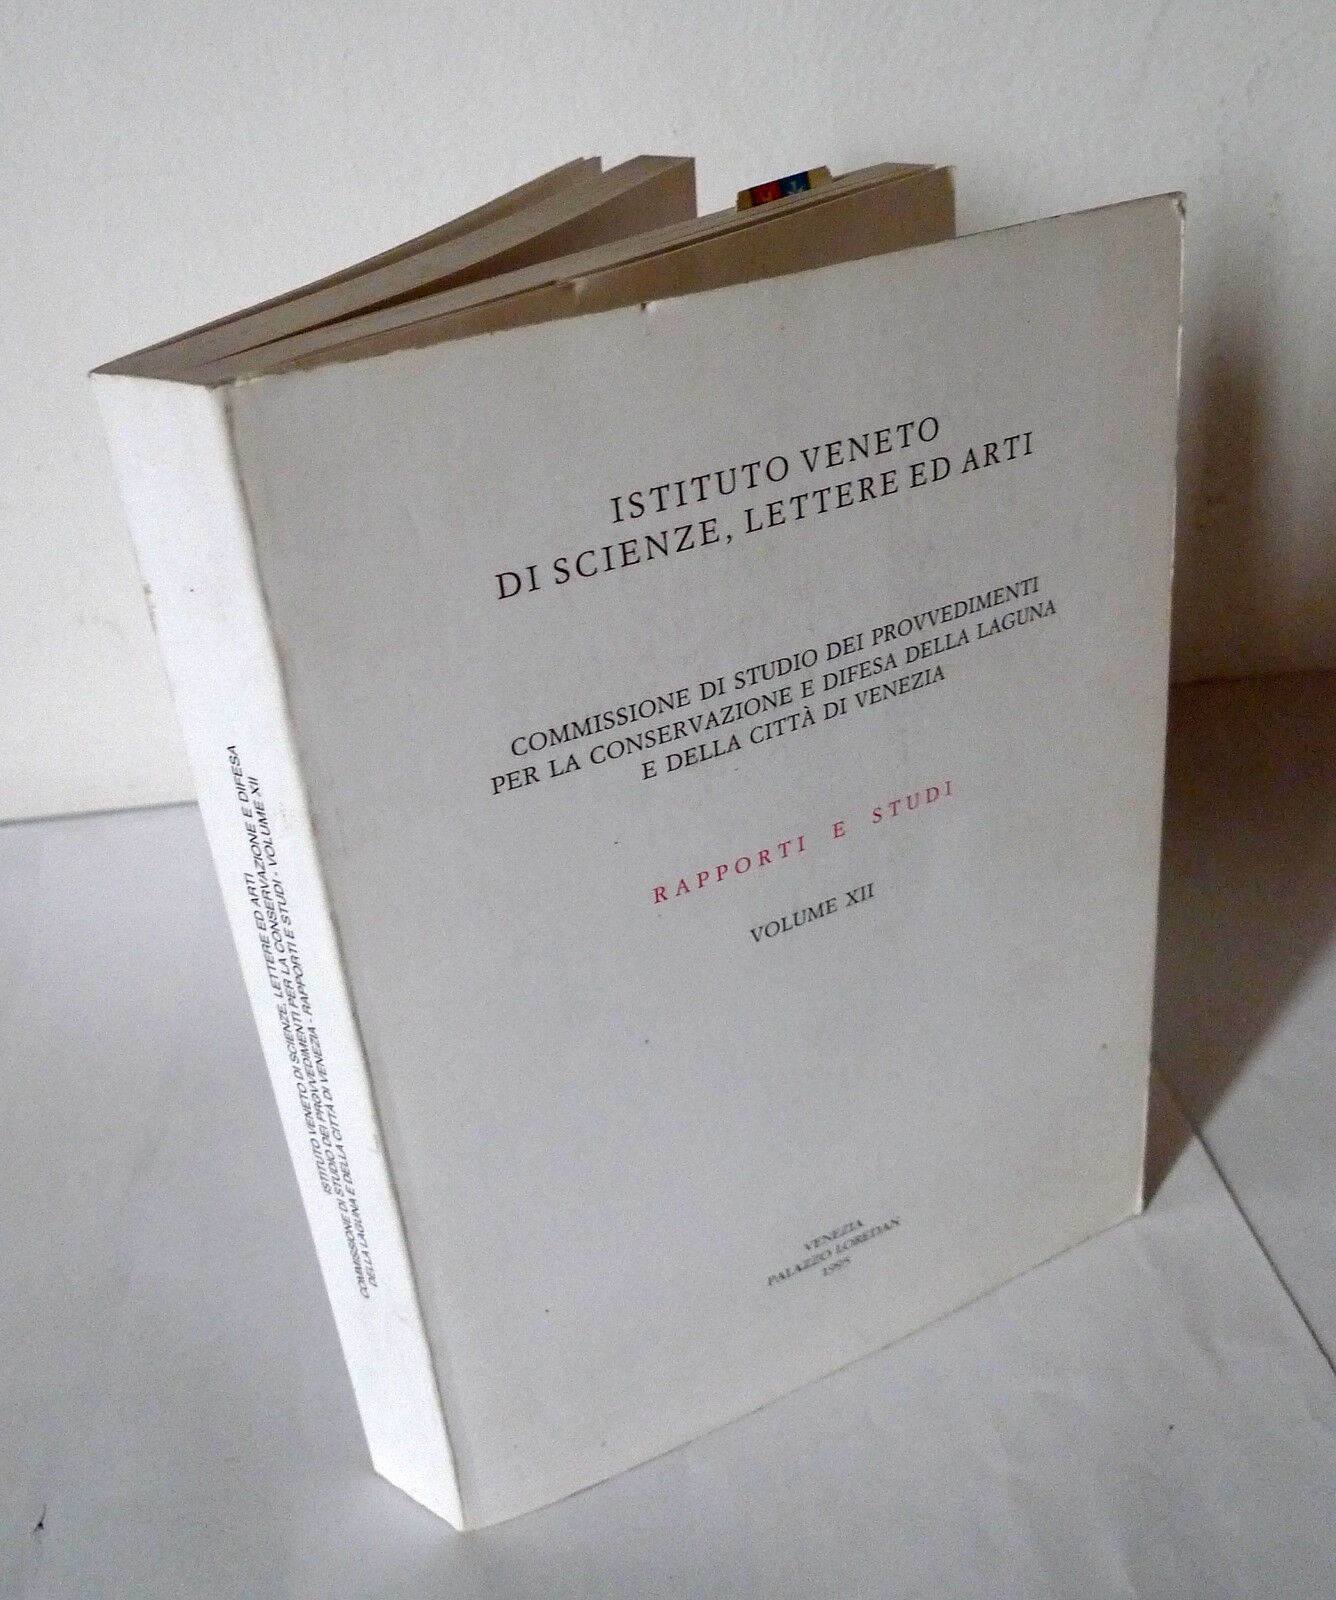 ISTITUTO VENETO
DI SCIENZE, LETTERE ED ARTI
COMMISSIONE DI STUDIO DEI PROVVEDIMENTI
PER LA CONSERVAZIONE E DIFESA DELLA LAGUNA
E DELLA CITTÀ DI VENEZIA
RAPPORTI E STUDI
VOLUME XII
VENEZIA
PALAZZO LOREDAN
1995
ISTITUTO VENETO DI SCIENZE, LETTERE ED ARTI
COMMISSIONE DI STUDIO DEI PROVVEDIMENTI PER LA CONSERVAZIONE E DIFESA
DELLA LAGUNA E DELLA CITTÀ DI VENEZIA - RAPPORTI E STUDI - VOLUME XII